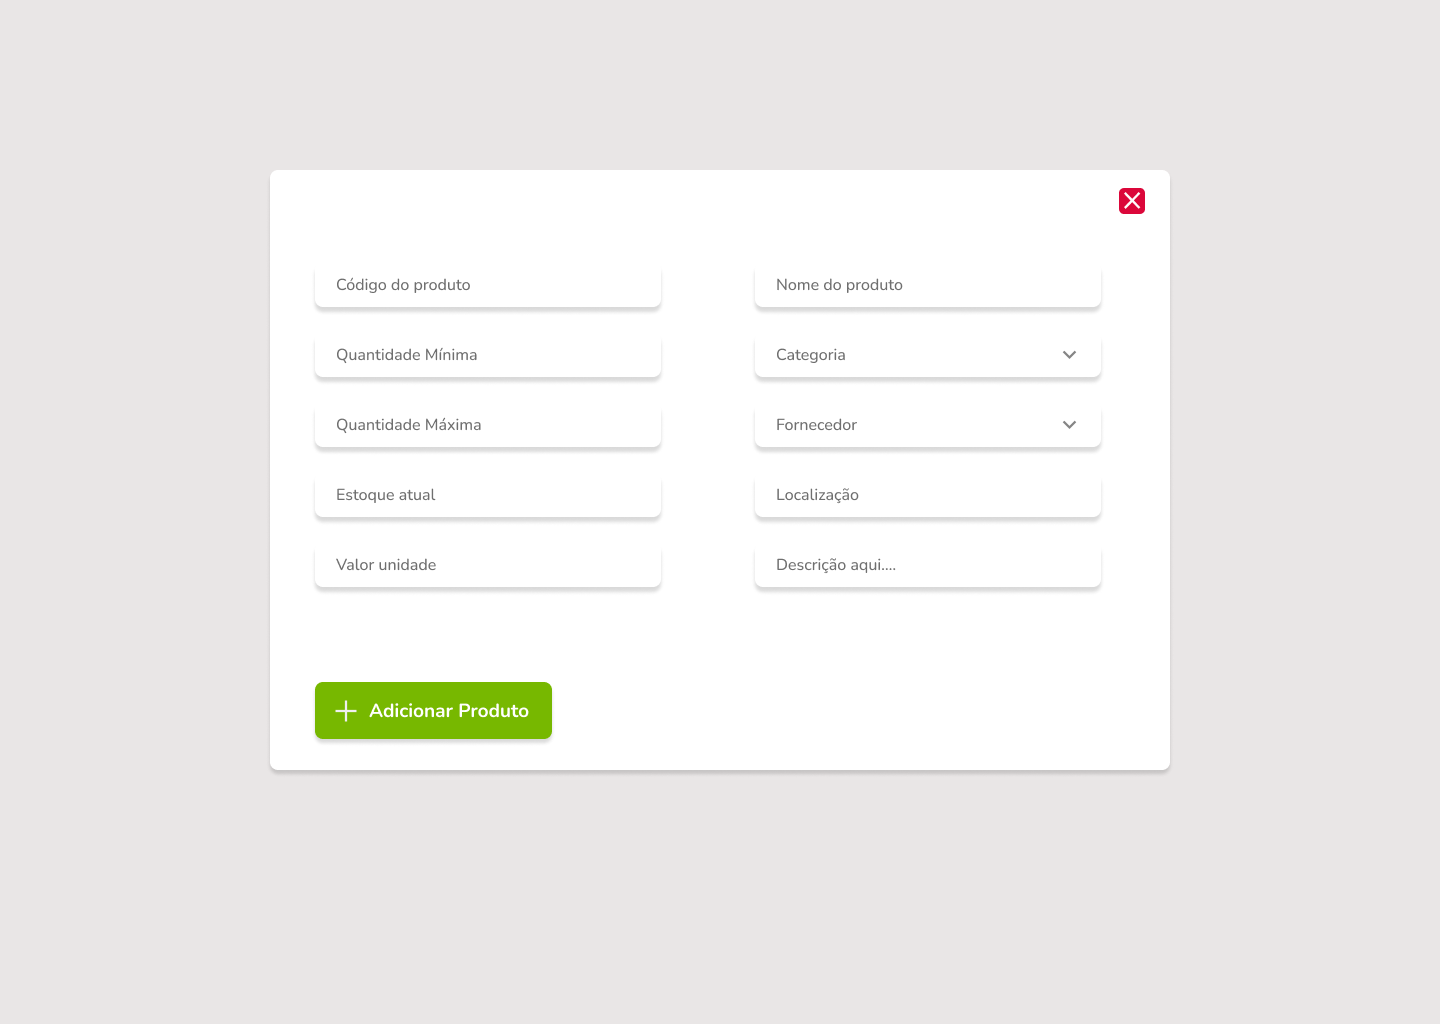 Código do produto
Nome do produto
Quantidade Mínima
Categoria
Quantidade Máxima
Fornecedor
Estoque atual
Localização
Valor unidade
Descrição aqui....
Adicionar Produto